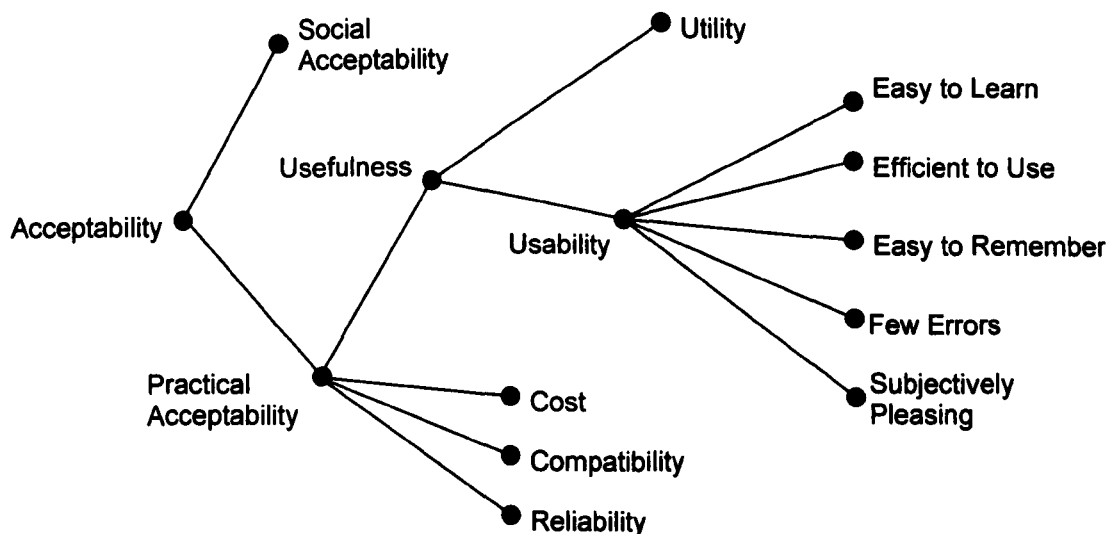 Social
Acceptability
Utility
Easy to Learn
Usefulness
Efficient to Use
Acceptability
Usability
Easy to Remember
Few Errors
Practical
Acceptability
Cost
Subjectively
Pleasing
Compatibility
Reliability